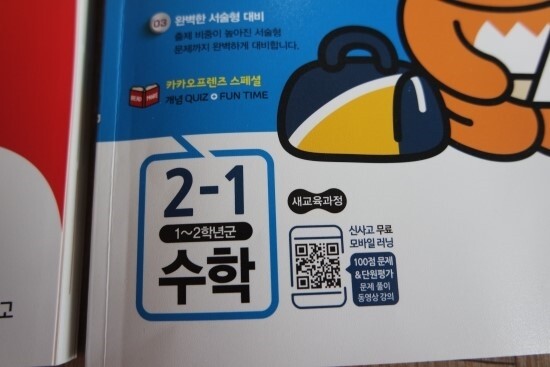 03 완벽한 서술형 대비
출제 비중이 높아진 서술형
문제까지 완벽하게 대비합니다.
카카오프렌즈 스페셜
개념 QUIZ + FUN TIME
2-1
1~2학년군
수학
새교육과정
신사고 무료
모바일 러닝
100점 문제
&단원평가
문제 풀이
동영상 강의
고